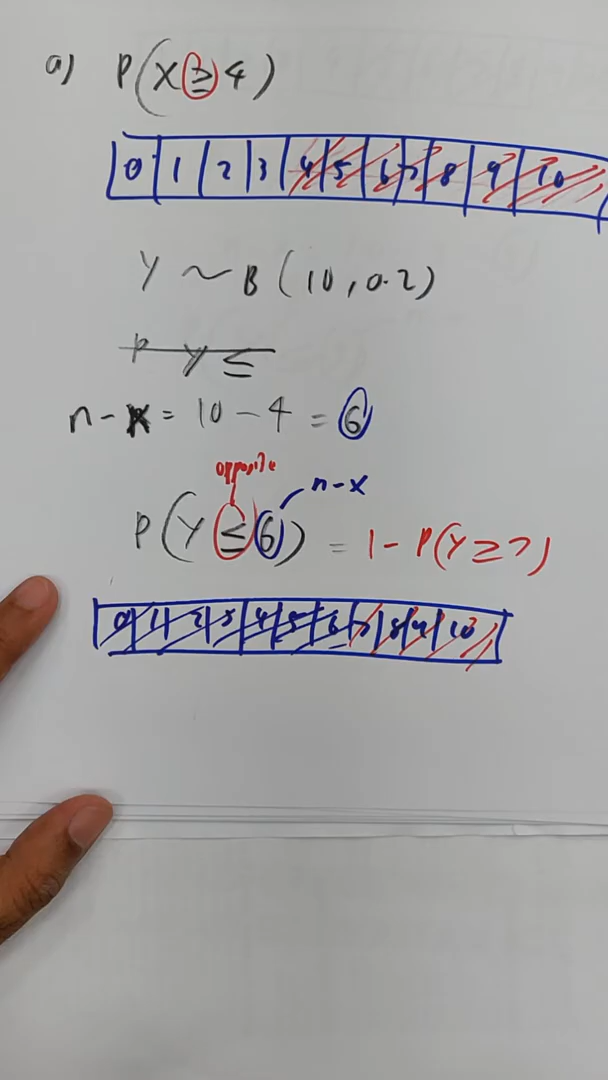 a) P(X ≥ 4)
0 1 2 3 4 5 6 7 8 9 10
Y ~ B(10, 0.2)
P Y ≤
n - x = 10 - 4 = 6
opposite
n-x
P(Y ≤ 6) = 1 - P(Y ≥ 7)
0 1 2 3 4 5 6 7 8 9 10